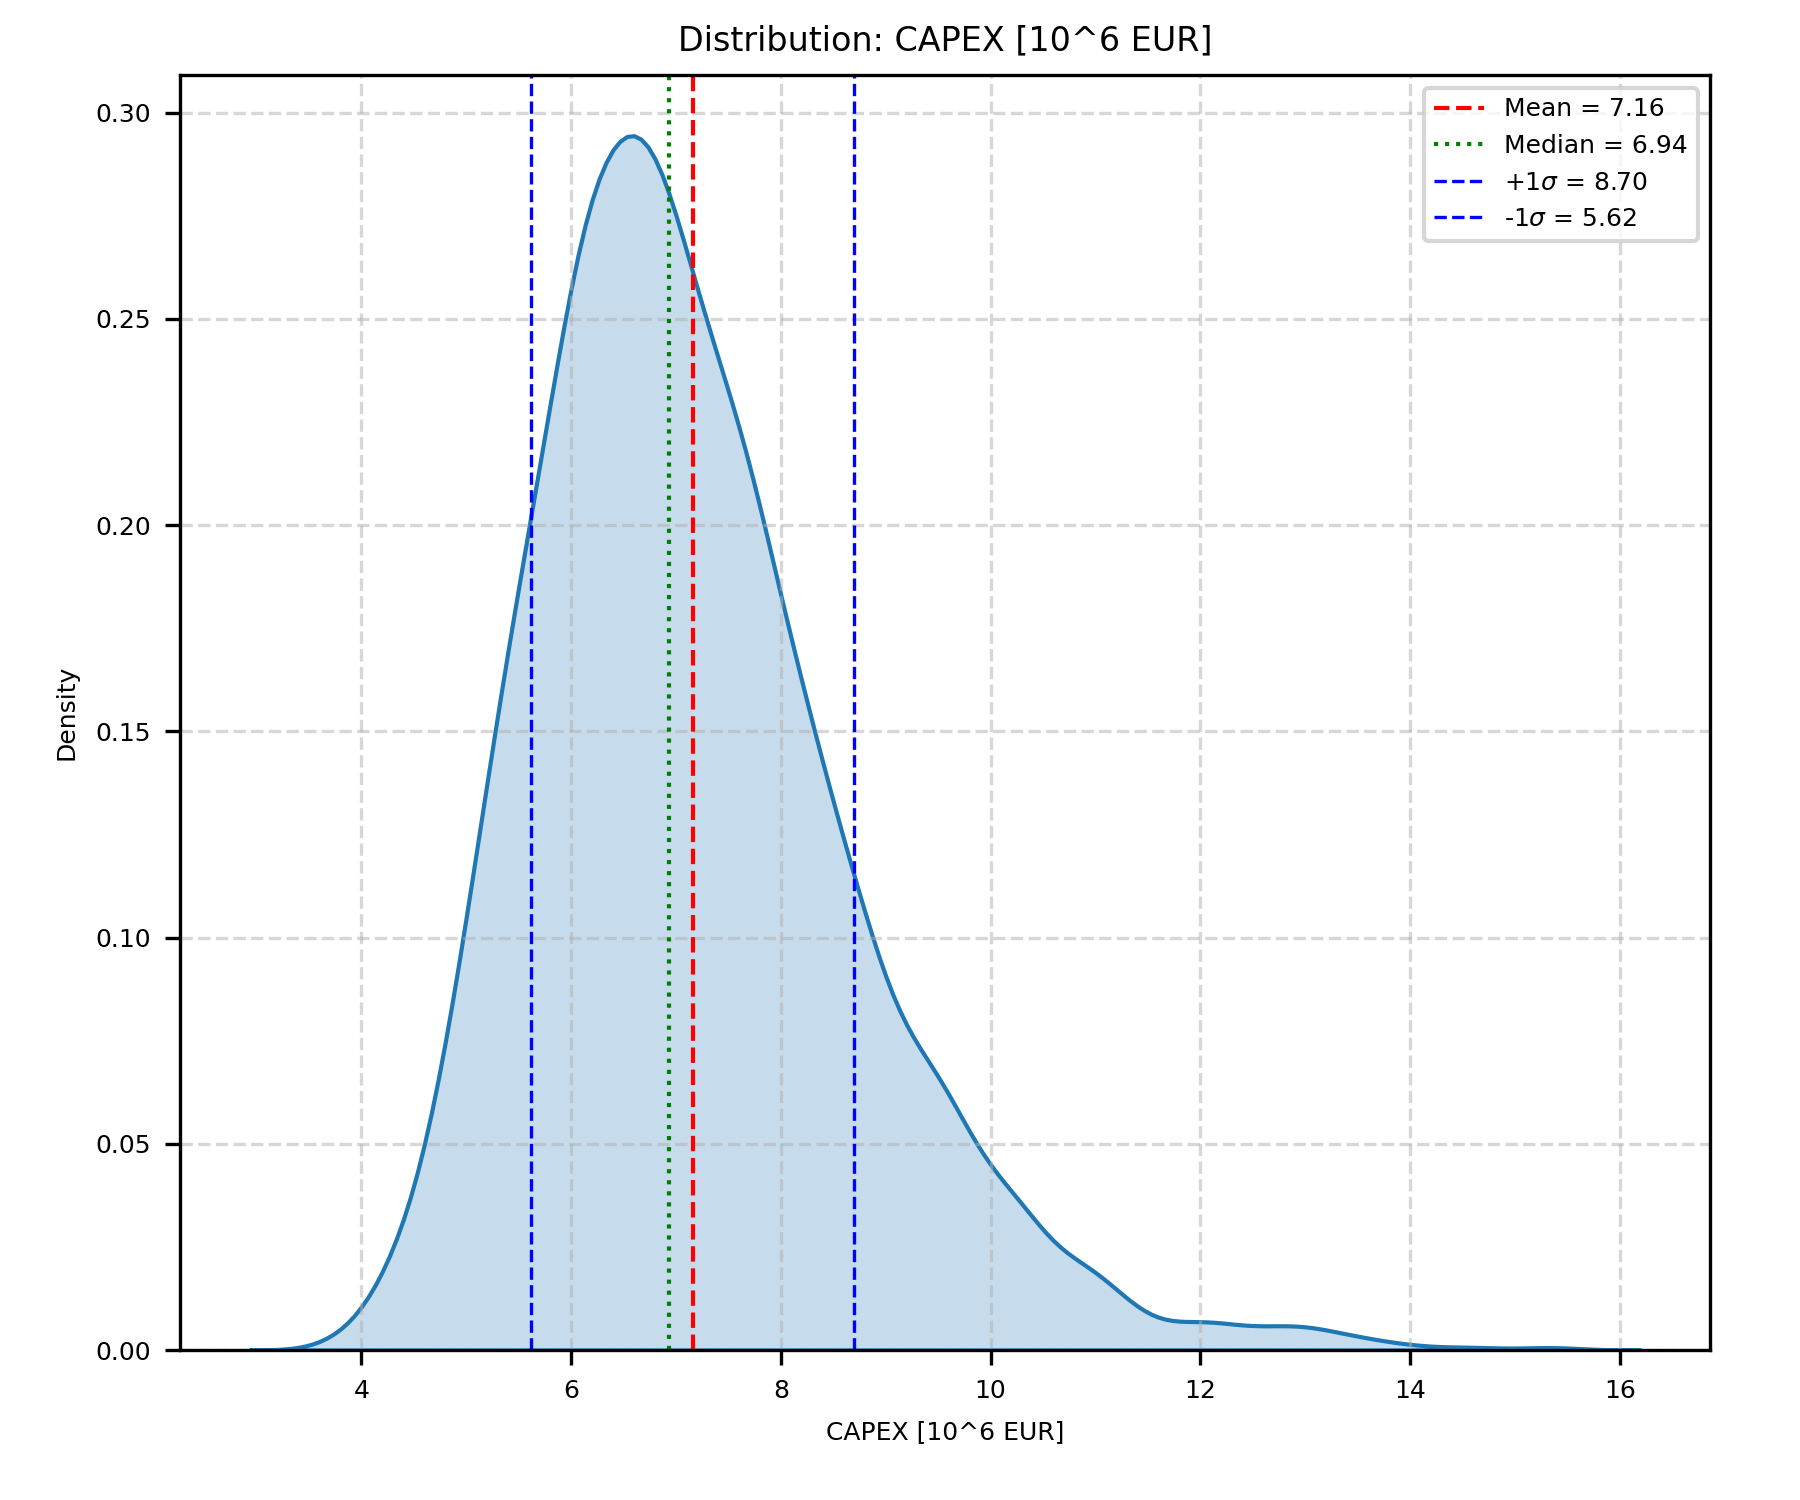 Distribution: CAPEX [10^6 EUR]
Mean = 7.16
Median = 6.94
+1σ = 8.70
-1σ = 5.62
0.30
0.25
0.20
0.15
0.10
0.05
0.00
Density
4 6 8 10 12 14 16
CAPEX [10^6 EUR]